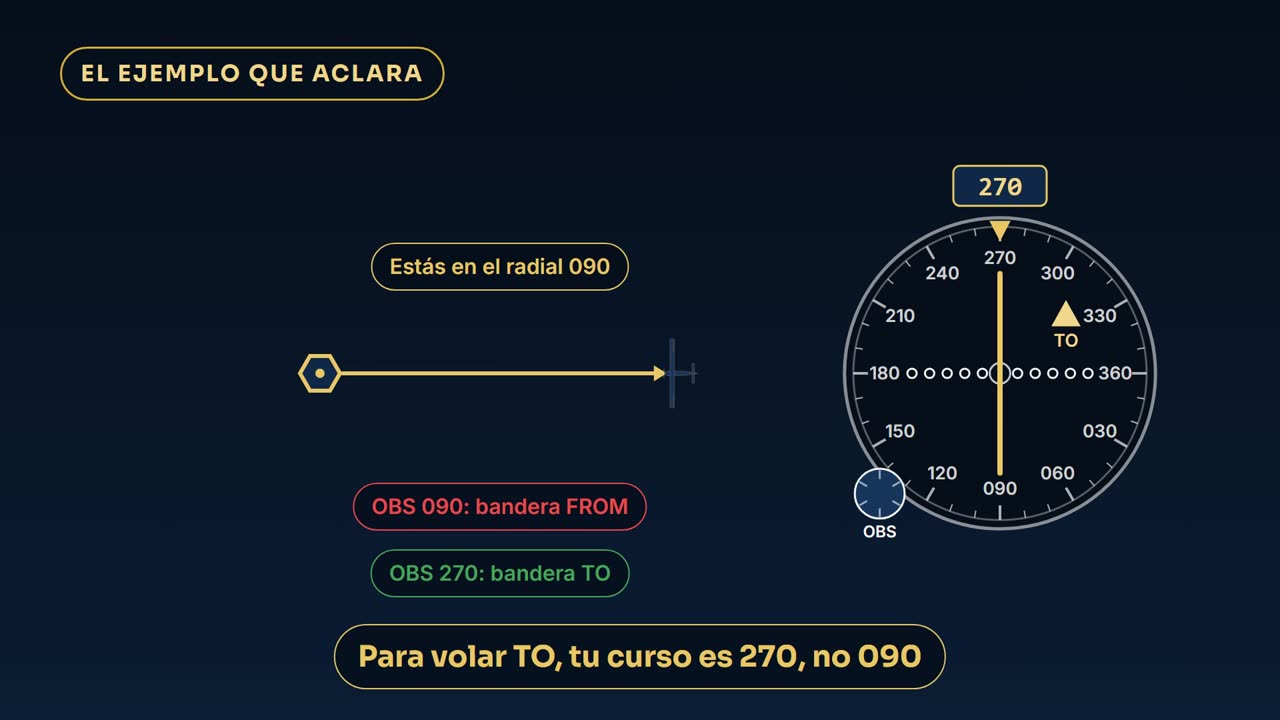 EL EJEMPLO QUE ACLARA
270
Estás en el radial 090
270
240
300
210
330
TO
180
360
150
030
120
060
090
OBS
OBS 090: bandera FROM
OBS 270: bandera TO
Para volar TO, tu curso es 270, no 090